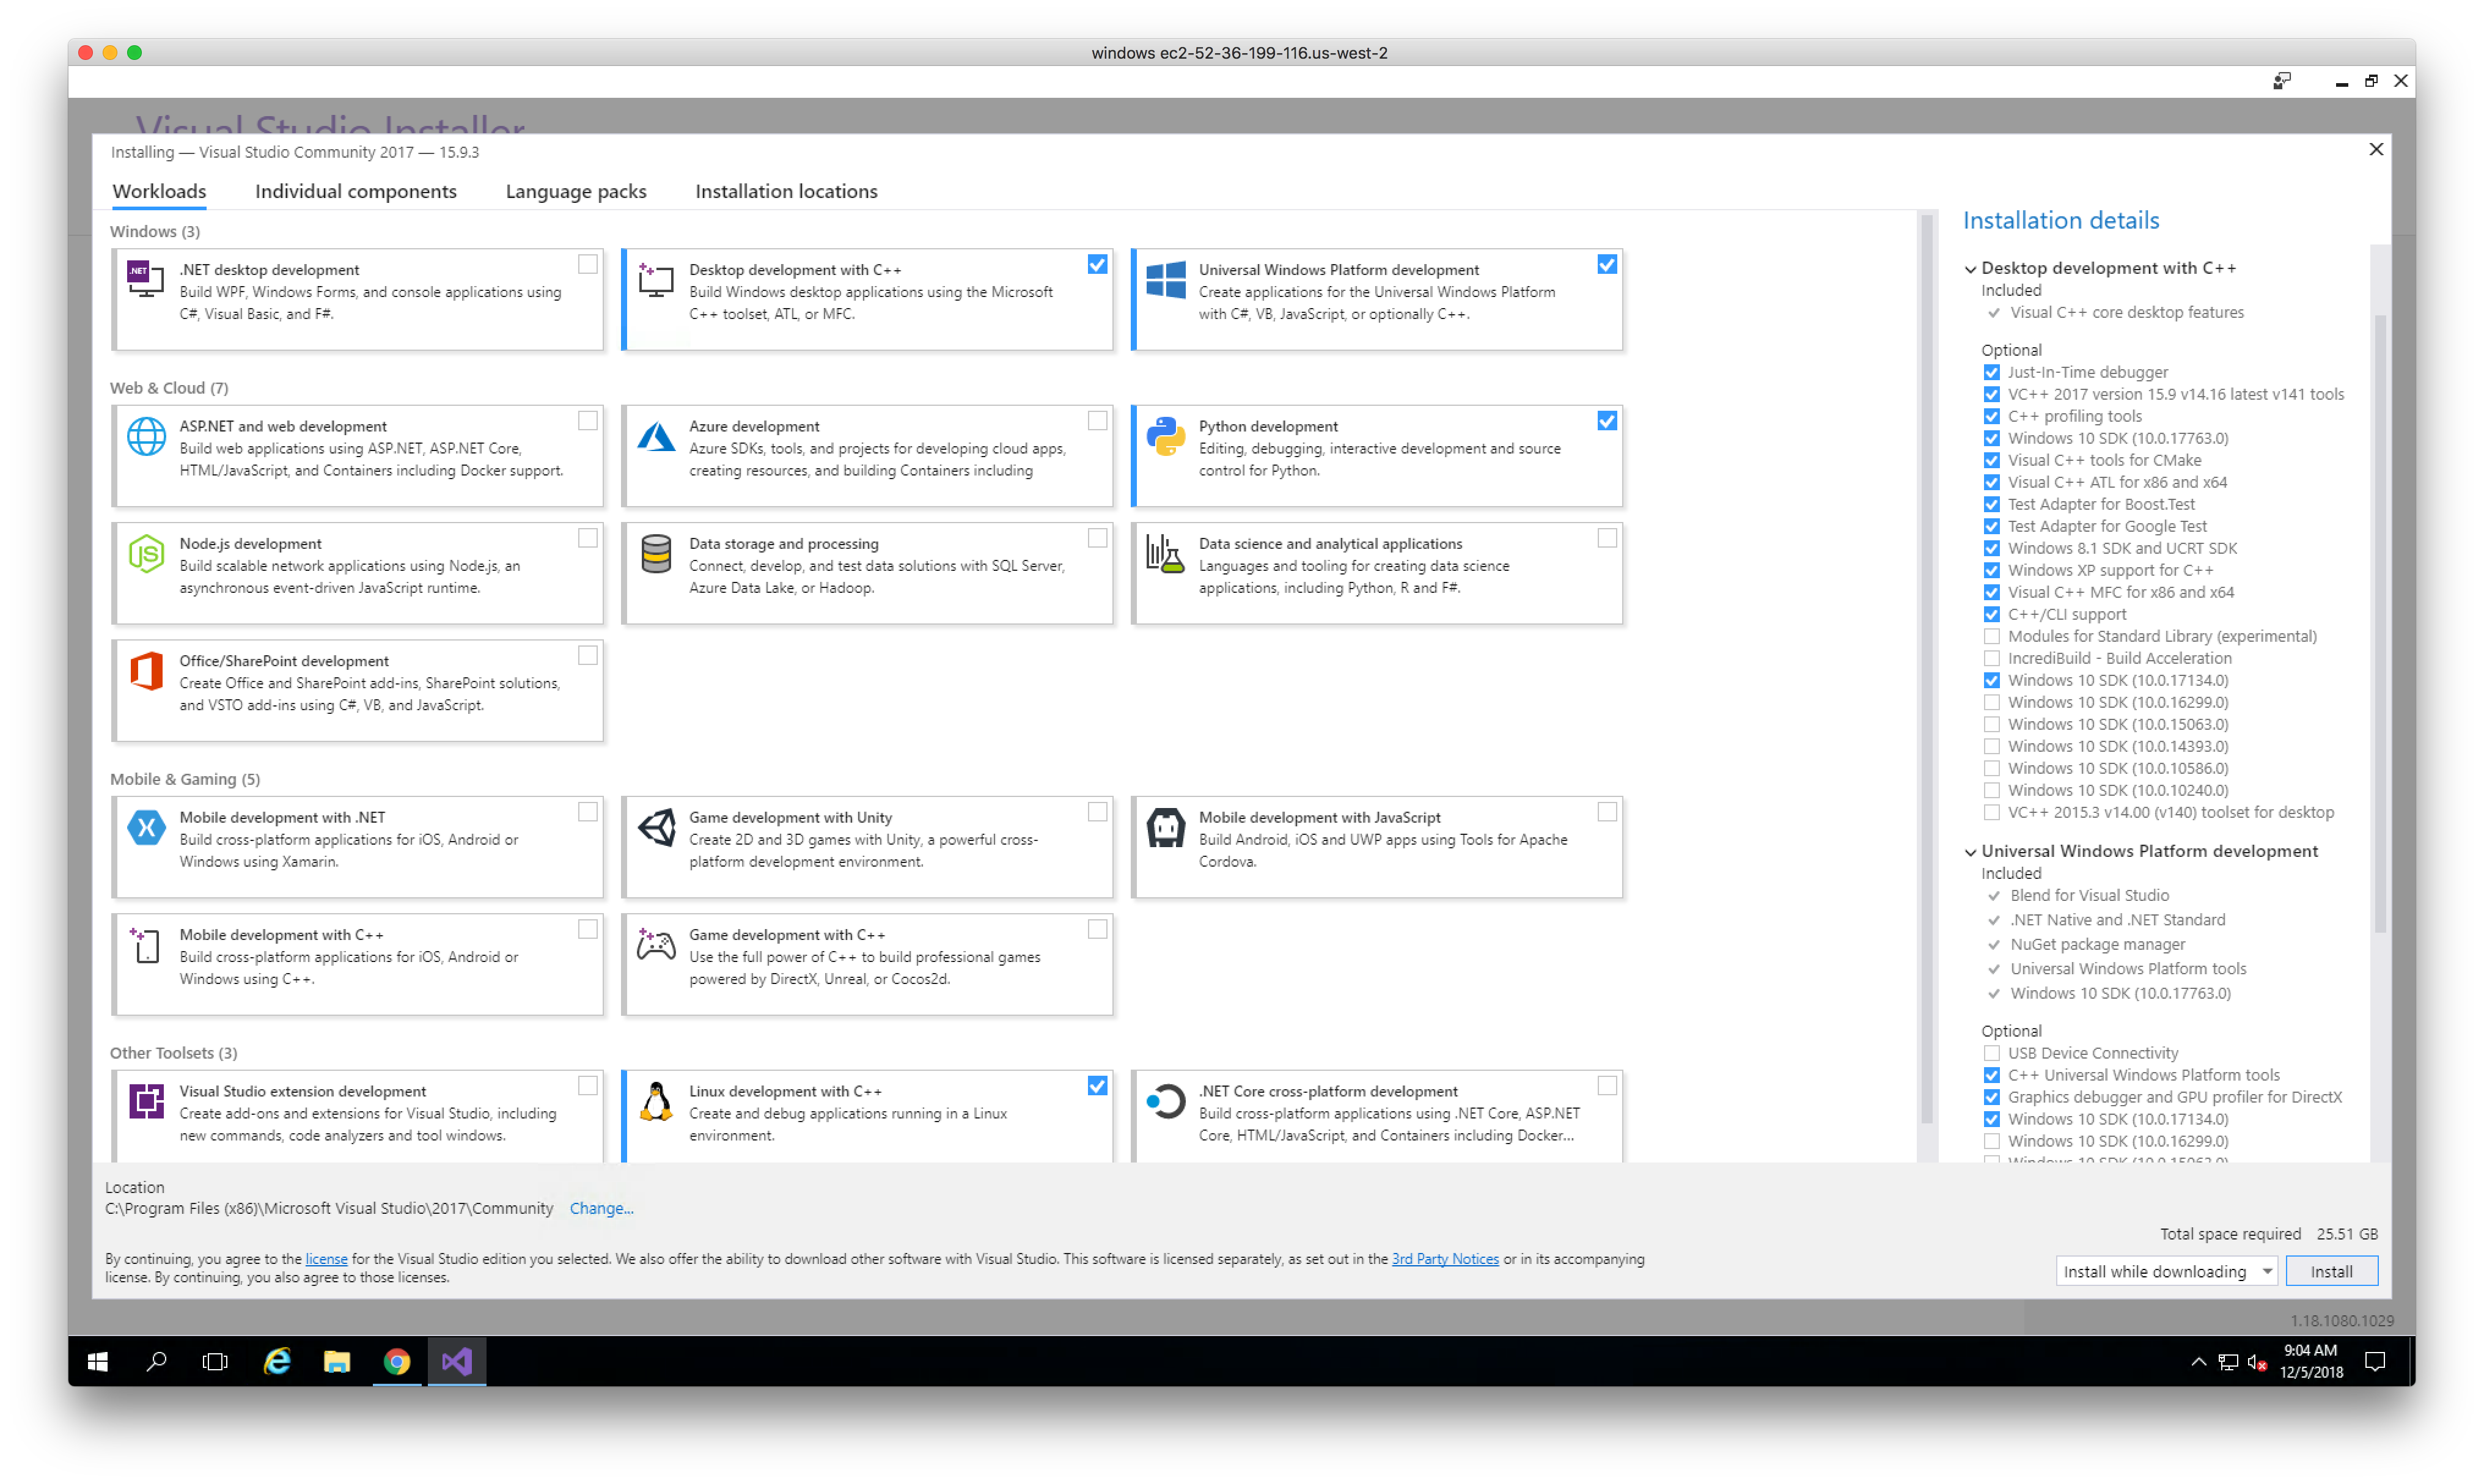 windows ec2-52-36-199-116.us-west-2
Visual Studio Installer
Installing — Visual Studio Community 2017 — 15.9.3
Workloads
Individual components
Language packs
Installation locations
Windows (3)
.NET
.NET desktop development
Build WPF, Windows Forms, and console applications using
C#, Visual Basic, and F#.
Desktop development with C++
Build Windows desktop applications using the Microsoft
C++ toolset, ATL, or MFC.
Universal Windows Platform development
Create applications for the Universal Windows Platform
with C#, VB, JavaScript, or optionally C++.
Web & Cloud (7)
ASP.NET and web development
Build web applications using ASP.NET, ASP.NET Core,
HTML/JavaScript, and Containers including Docker support.
Azure development
Azure SDKs, tools, and projects for developing cloud apps,
creating resources, and building Containers including
Python development
Editing, debugging, interactive development and source
control for Python.
JS
Node.js development
Build scalable network applications using Node.js, an
asynchronous event-driven JavaScript runtime.
Data storage and processing
Connect, develop, and test data solutions with SQL Server,
Azure Data Lake, or Hadoop.
Data science and analytical applications
Languages and tooling for creating data science
applications, including Python, R and F#.
Office/SharePoint development
Create Office and SharePoint add-ins, SharePoint solutions,
and VSTO add-ins using C#, VB, and JavaScript.
Mobile & Gaming (5)
Mobile development with .NET
Build cross-platform applications for iOS, Android or
Windows using Xamarin.
Game development with Unity
Create 2D and 3D games with Unity, a powerful cross-
platform development environment.
Mobile development with JavaScript
Build Android, iOS and UWP apps using Tools for Apache
Cordova.
Mobile development with C++
Build cross-platform applications for iOS, Android or
Windows using C++.
Game development with C++
Use the full power of C++ to build professional games
powered by DirectX, Unreal, or Cocos2d.
Other Toolsets (3)
Visual Studio extension development
Create add-ons and extensions for Visual Studio, including
new commands, code analyzers and tool windows.
Linux development with C++
Create and debug applications running in a Linux
environment.
.NET Core cross-platform development
Build cross-platform applications using .NET Core, ASP.NET
Core, HTML/JavaScript, and Containers including Docker...
Installation details
Desktop development with C++
Included
Visual C++ core desktop features
Optional
Just-In-Time debugger
VC++ 2017 version 15.9 v14.16 latest v141 tools
C++ profiling tools
Windows 10 SDK (10.0.17763.0)
Visual C++ tools for CMake
Visual C++ ATL for x86 and x64
Test Adapter for Boost.Test
Test Adapter for Google Test
Windows 8.1 SDK and UCRT SDK
Windows XP support for C++
Visual C++ MFC for x86 and x64
C++/CLI support
Modules for Standard Library (experimental)
IncrediBuild - Build Acceleration
Windows 10 SDK (10.0.17134.0)
Windows 10 SDK (10.0.16299.0)
Windows 10 SDK (10.0.15063.0)
Windows 10 SDK (10.0.14393.0)
Windows 10 SDK (10.0.10586.0)
Windows 10 SDK (10.0.10240.0)
VC++ 2015.3 v14.00 (v140) toolset for desktop
Universal Windows Platform development
Included
Blend for Visual Studio
.NET Native and .NET Standard
NuGet package manager
Universal Windows Platform tools
Windows 10 SDK (10.0.17763.0)
Optional
USB Device Connectivity
C++ Universal Windows Platform tools
Graphics debugger and GPU profiler for DirectX
Windows 10 SDK (10.0.17134.0)
Windows 10 SDK (10.0.16299.0)
Windows 10 SDK (10.0.15063.0)
Location
C:\Program Files (x86)\Microsoft Visual Studio\2017\Community Change...
Total space required 25.51 GB
By continuing, you agree to the license for the Visual Studio edition you selected. We also offer the ability to download other software with Visual Studio. This software is licensed separately, as set out in the 3rd Party Notices or in its accompanying
license. By continuing, you also agree to those licenses.
Install while downloading
Install
1.18.1080.1029
9:04 AM
12/5/2018